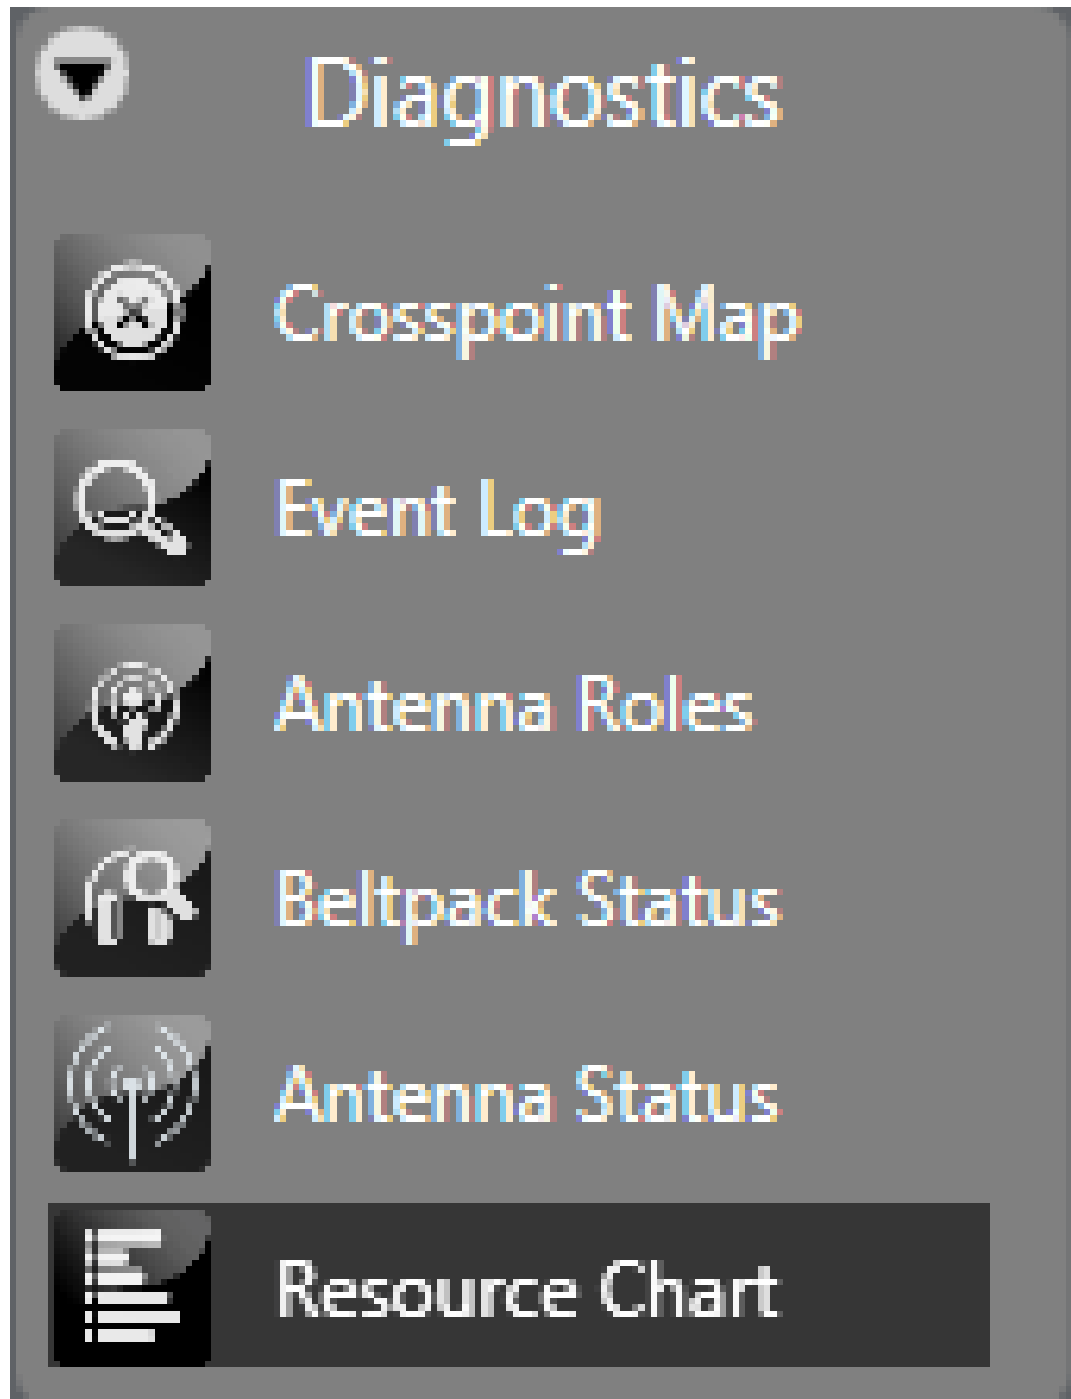 Diagnostics
Crosspoint Map
Event Log
Antenna Roles
Beltpack Status
Antenna Status
Resource Chart